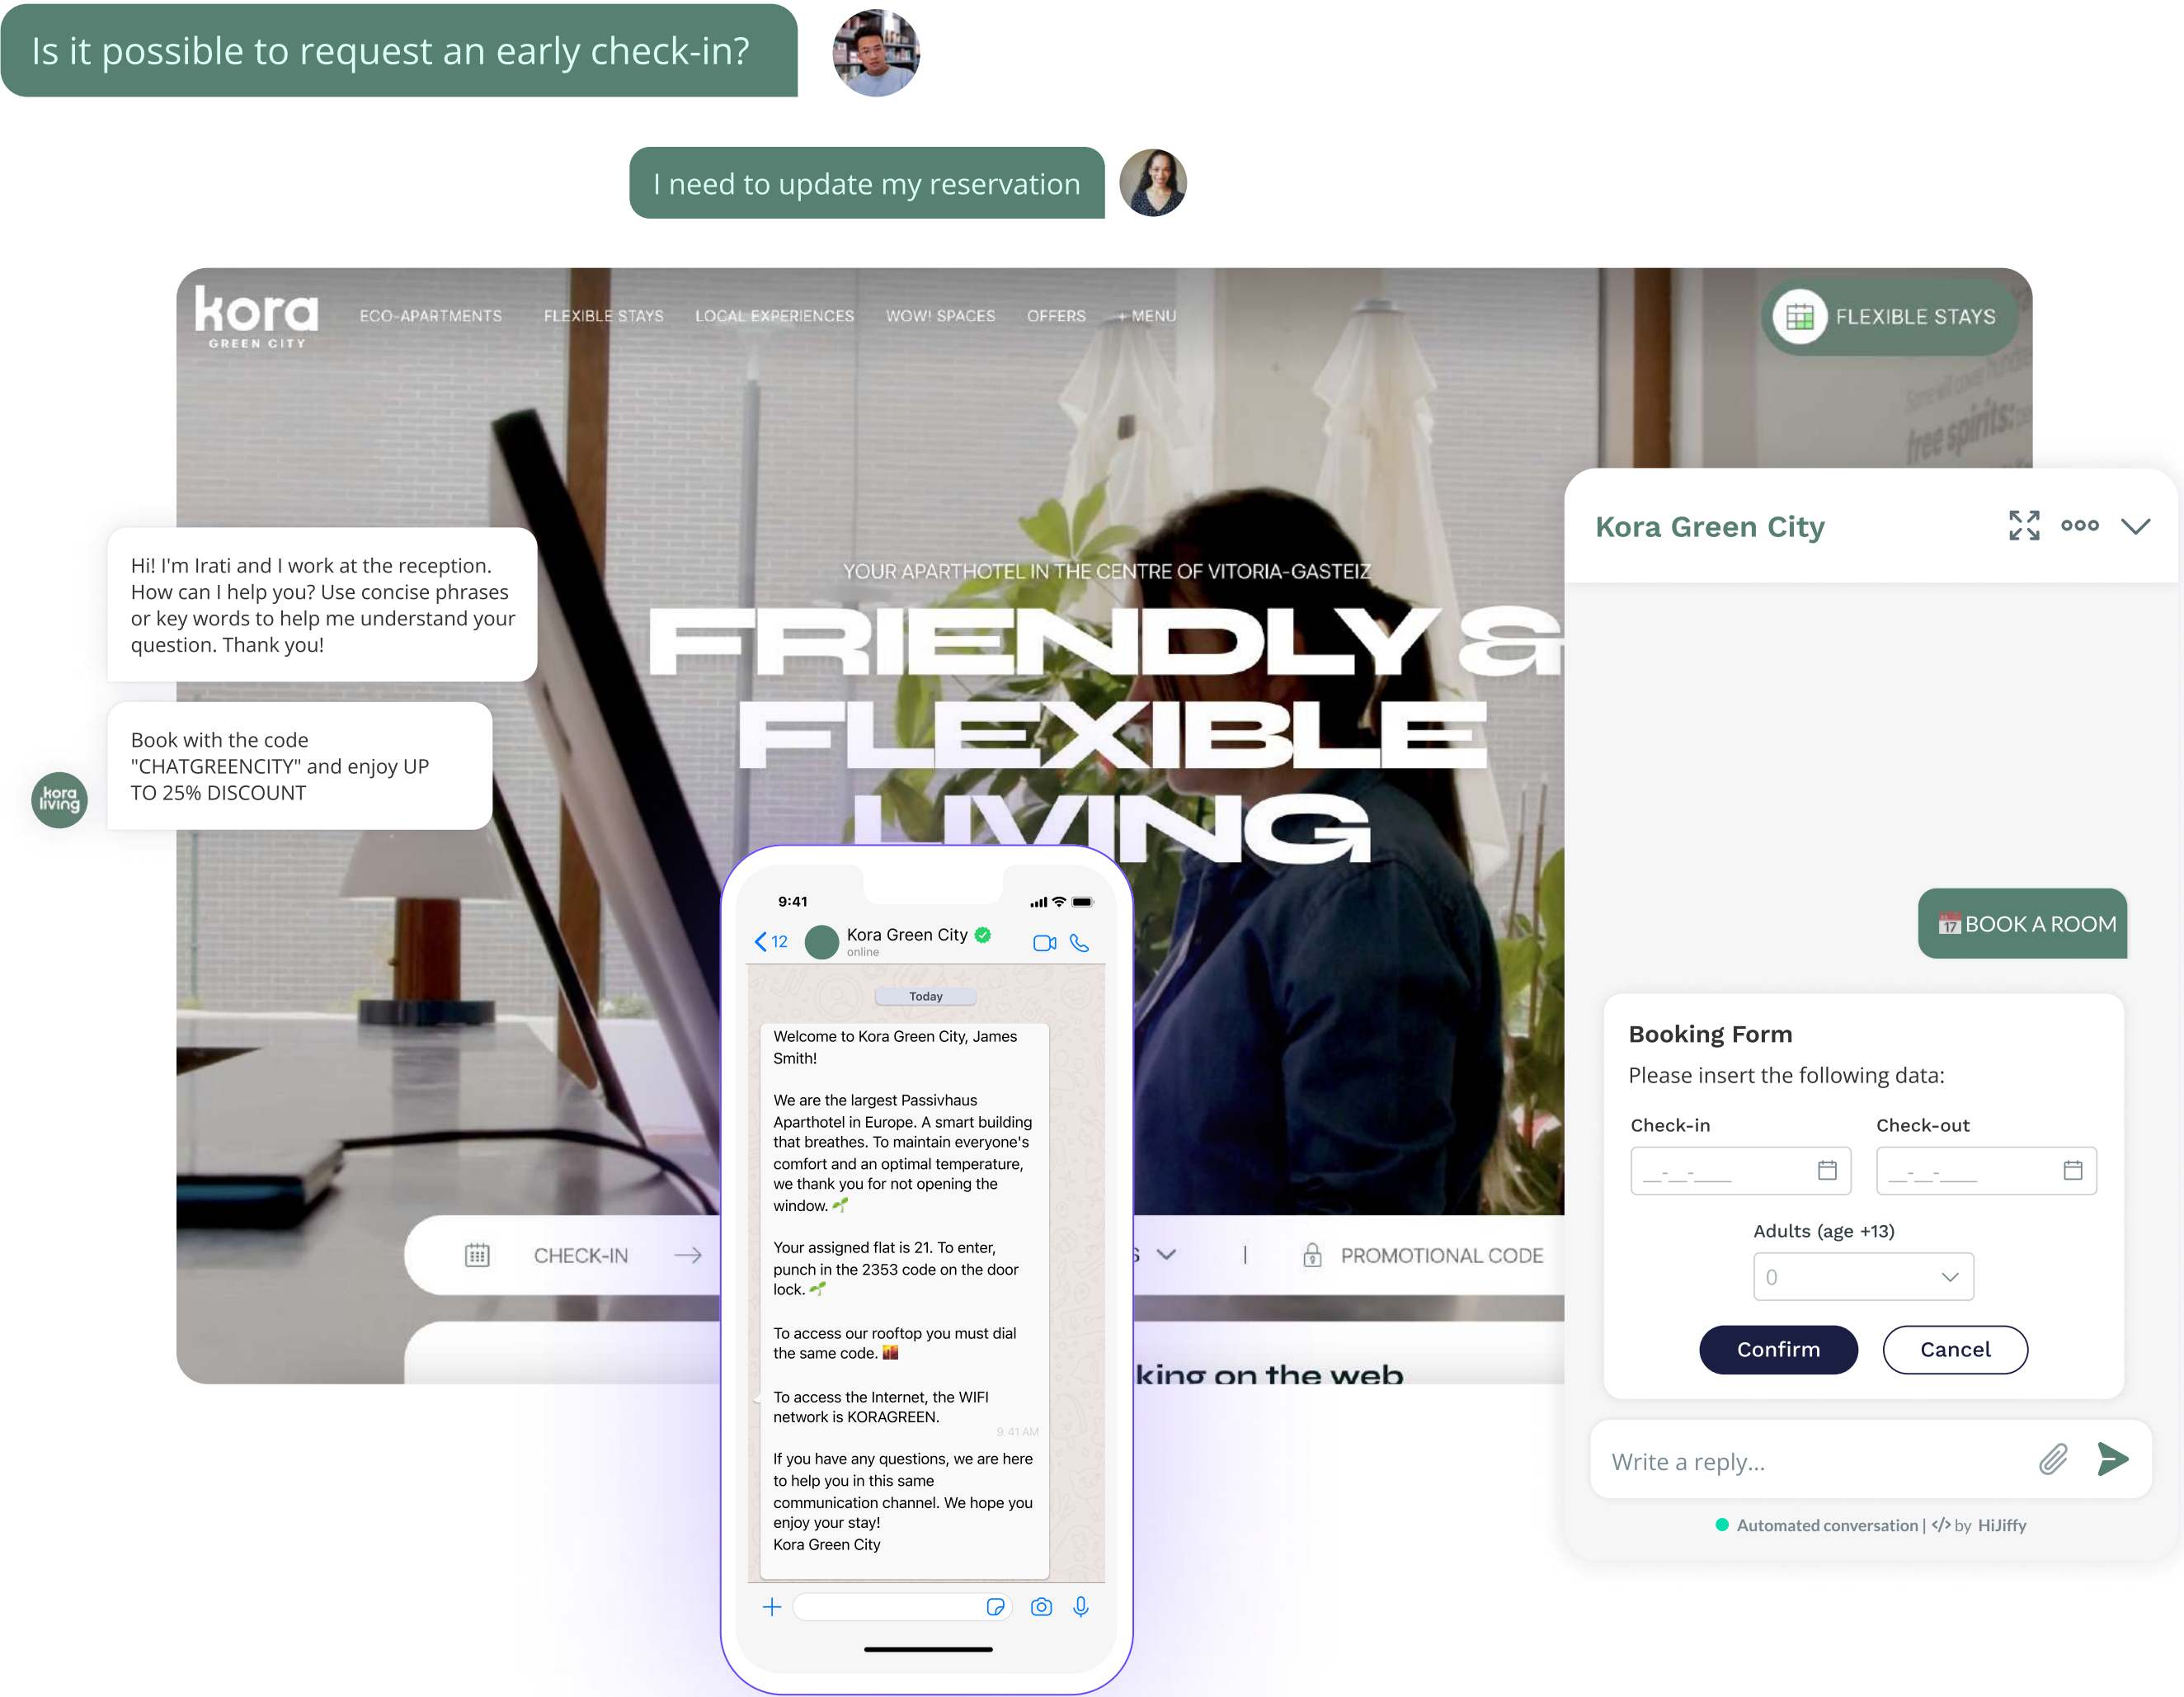 Is it possible to request an early check-in?
I need to update my reservation
kora
GREEN CITY
ECO-APARTMENTS
FLEXIBLE STAYS
LOCAL EXPERIENCES
WOW! SPACES
OFFERS
+ MENU
FLEXIBLE STAYS
free spirits:
YOUR APARTHOTEL IN THE CENTRE OF VITORIA-GASTEIZ
FRIENDLY &
FLEXIBLE
LIVING
Hi! I'm Irati and I work at the reception.
How can I help you? Use concise phrases
or key words to help me understand your
question. Thank you!
Book with the code
"CHATGREENCITY" and enjoy UP
TO 25% DISCOUNT
kora
living
CHECK-IN
PROMOTIONAL CODE
king on the web
9:41
12
Kora Green City
online
Today
Welcome to Kora Green City, James
Smith!
We are the largest Passivhaus
Aparthotel in Europe. A smart building
that breathes. To maintain everyone's
comfort and an optimal temperature,
we thank you for not opening the
window. 🌱
Your assigned flat is 21. To enter,
punch in the 2353 code on the door
lock. 🌱
To access our rooftop you must dial
the same code. 🌇
To access the Internet, the WIFI
network is KORAGREEN.
9.41 AM
If you have any questions, we are here
to help you in this same
communication channel. We hope you
enjoy your stay!
Kora Green City
Kora Green City
📅BOOK A ROOM
Booking Form
Please insert the following data:
Check-in
Check-out
__-__-____
__-__-____
Adults (age +13)
0
Confirm
Cancel
Write a reply...
Automated conversation | </> by HiJiffy